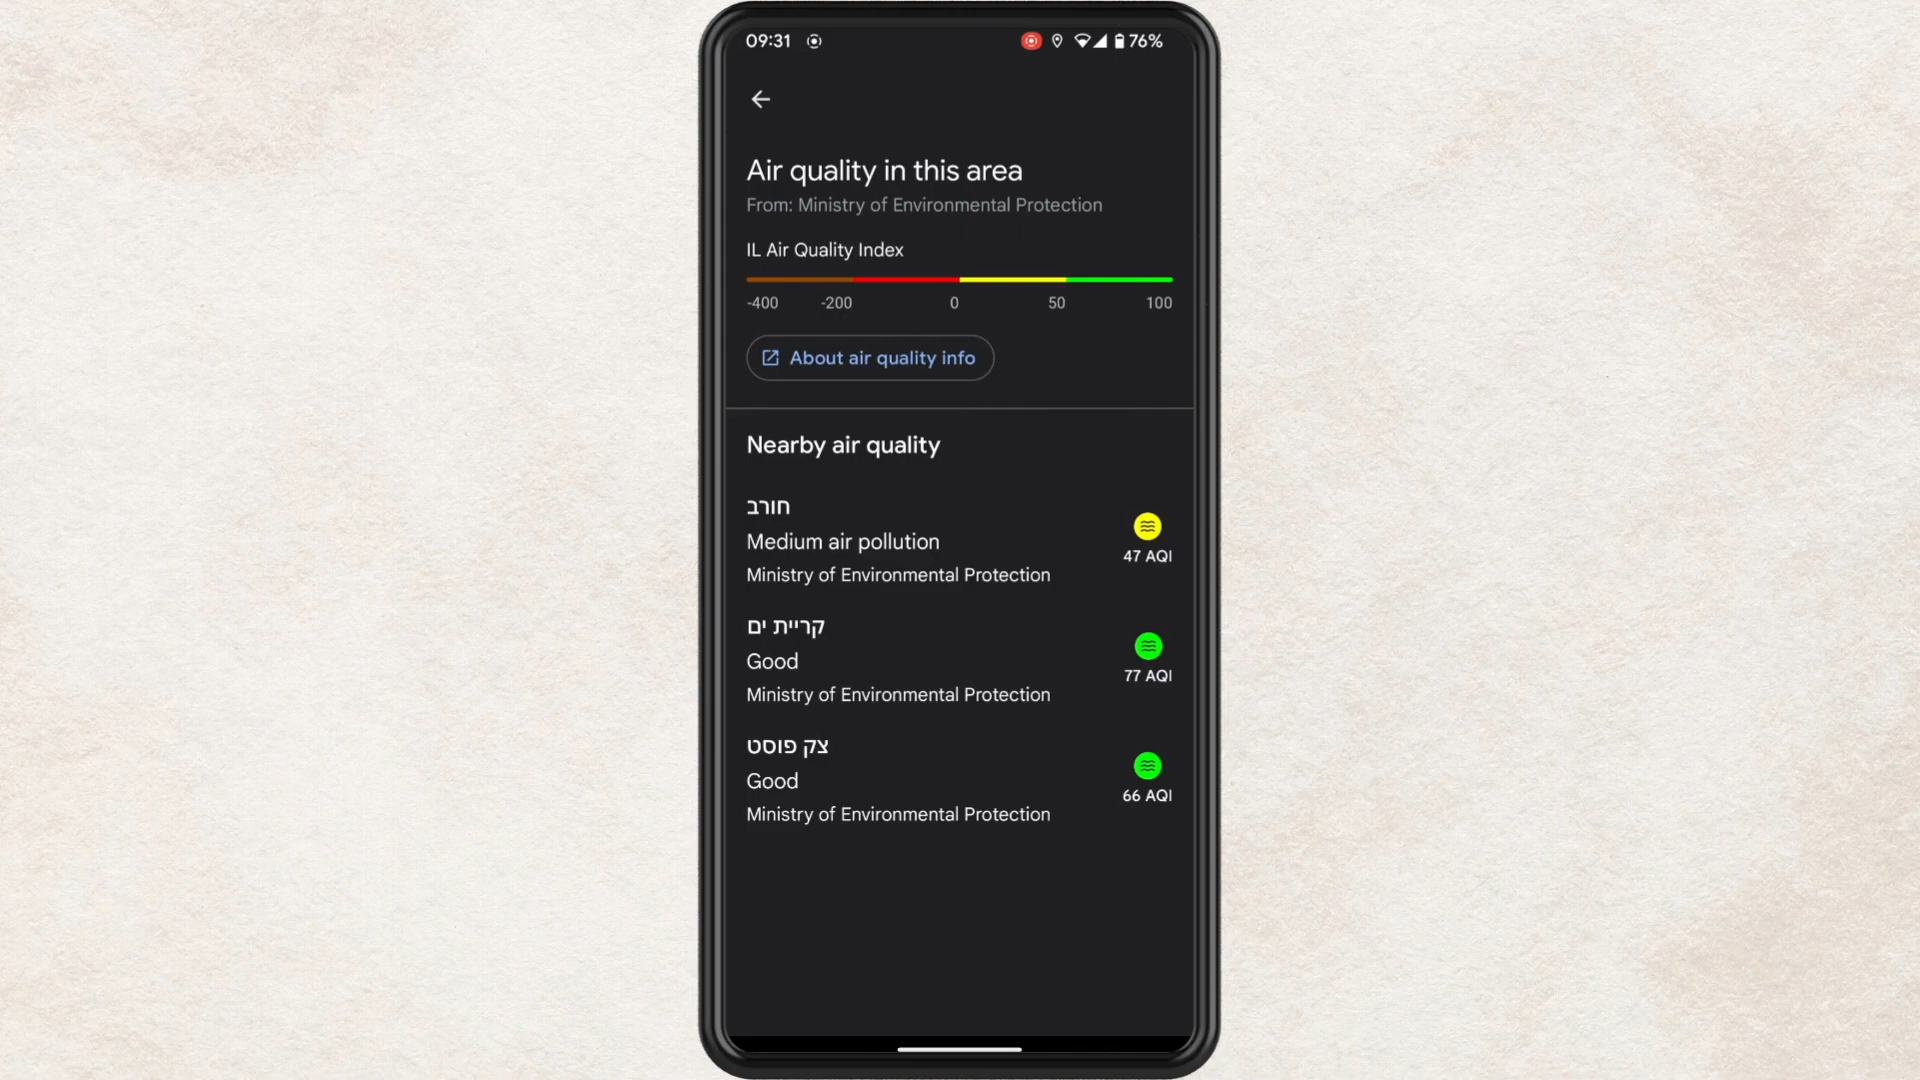 09:31 76%
Air quality in this area
From: Ministry of Environmental Protection
IL Air Quality Index
-400 -200 0 50 100
About air quality info
Nearby air quality
חורב
Medium air pollution
47 AQI
Ministry of Environmental Protection
קריית ים
Good
77 AQI
Ministry of Environmental Protection
צק פוסט
Good
66 AQI
Ministry of Environmental Protection